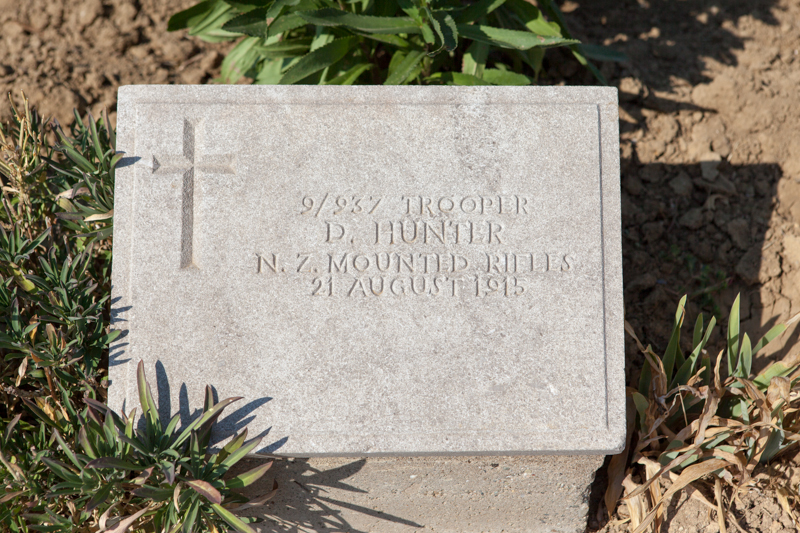 9/937 TROOPER
D. HUNTER
N. Z. MOUNTED RIFLES
21 AUGUST 1915